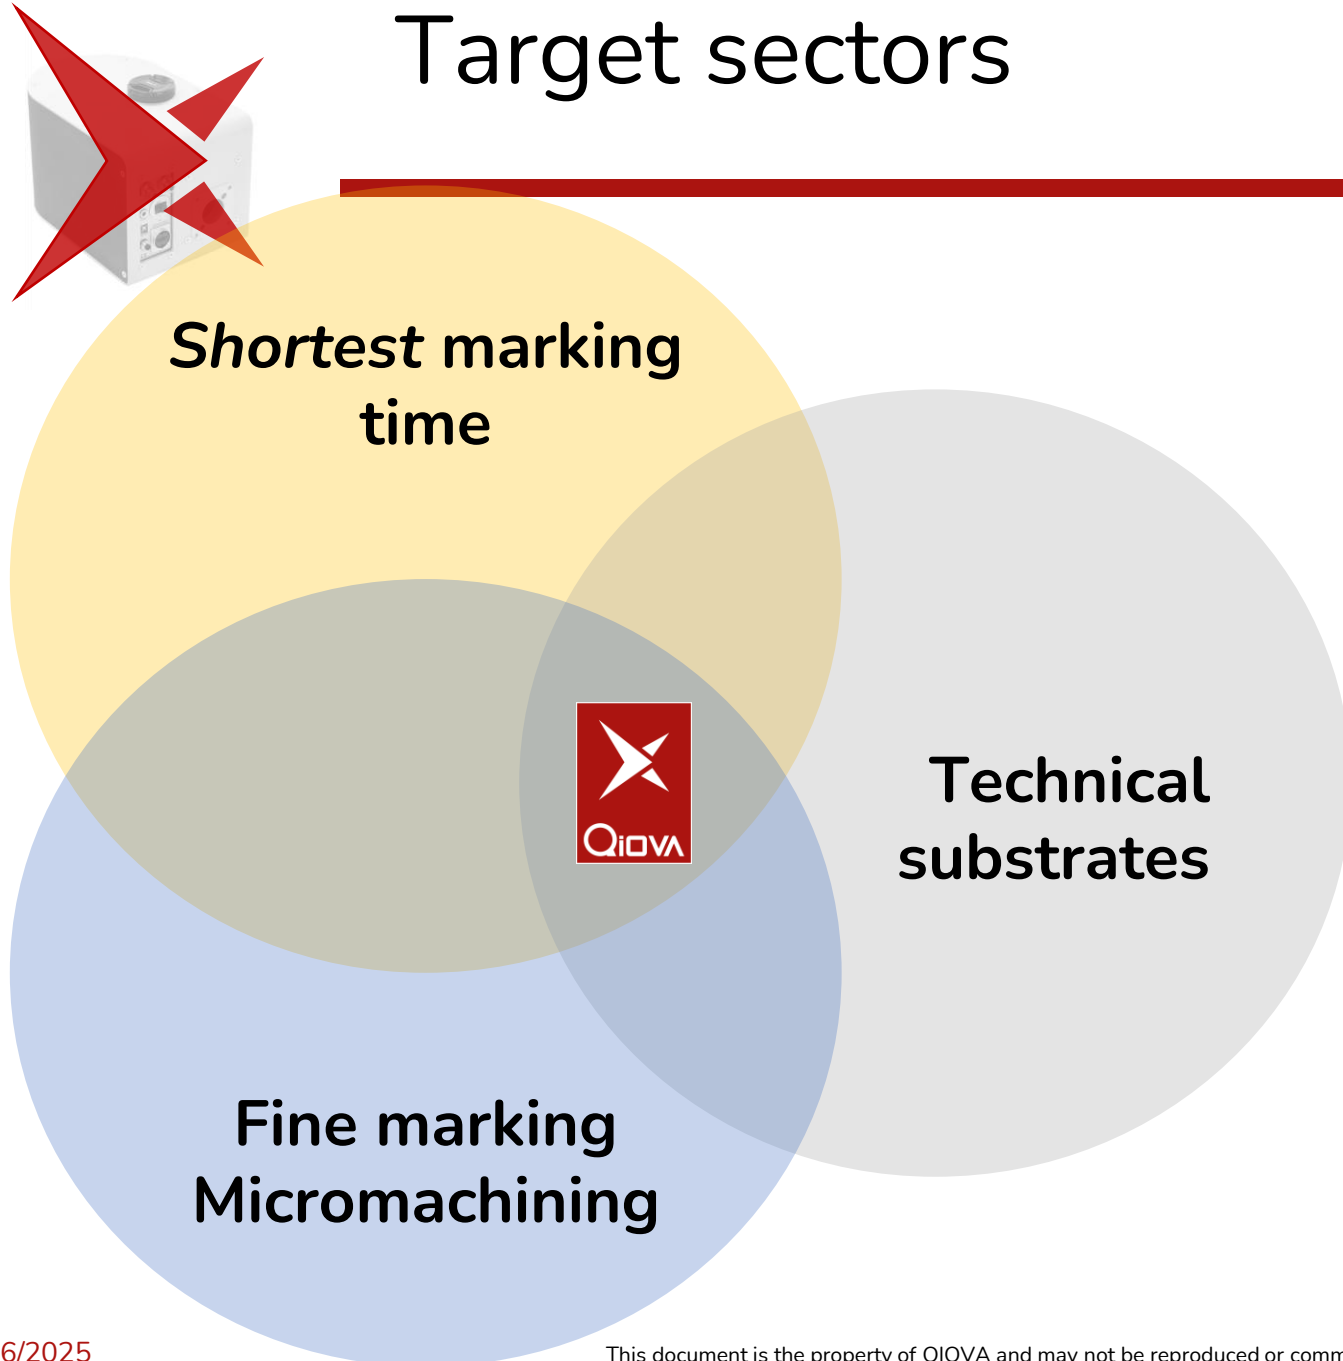 Target sectors
Shortest marking
time
QiOVA
Technical
substrates
Fine marking
Micromachining
6/2025
This document is the property of QIOVA and may not be reproduced or comm